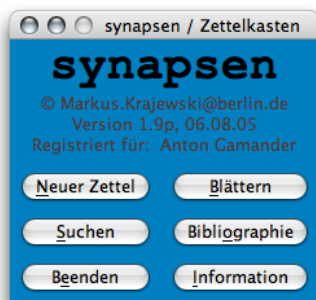 synapsen / Zettelkasten
synapsen
© Markus.Krajewski@berlin.de
Version 1.9p, 06.08.05
Registriert für: Anton Gamander
Neuer Zettel
Blättern
Suchen
Bibliographie
Beenden
Information